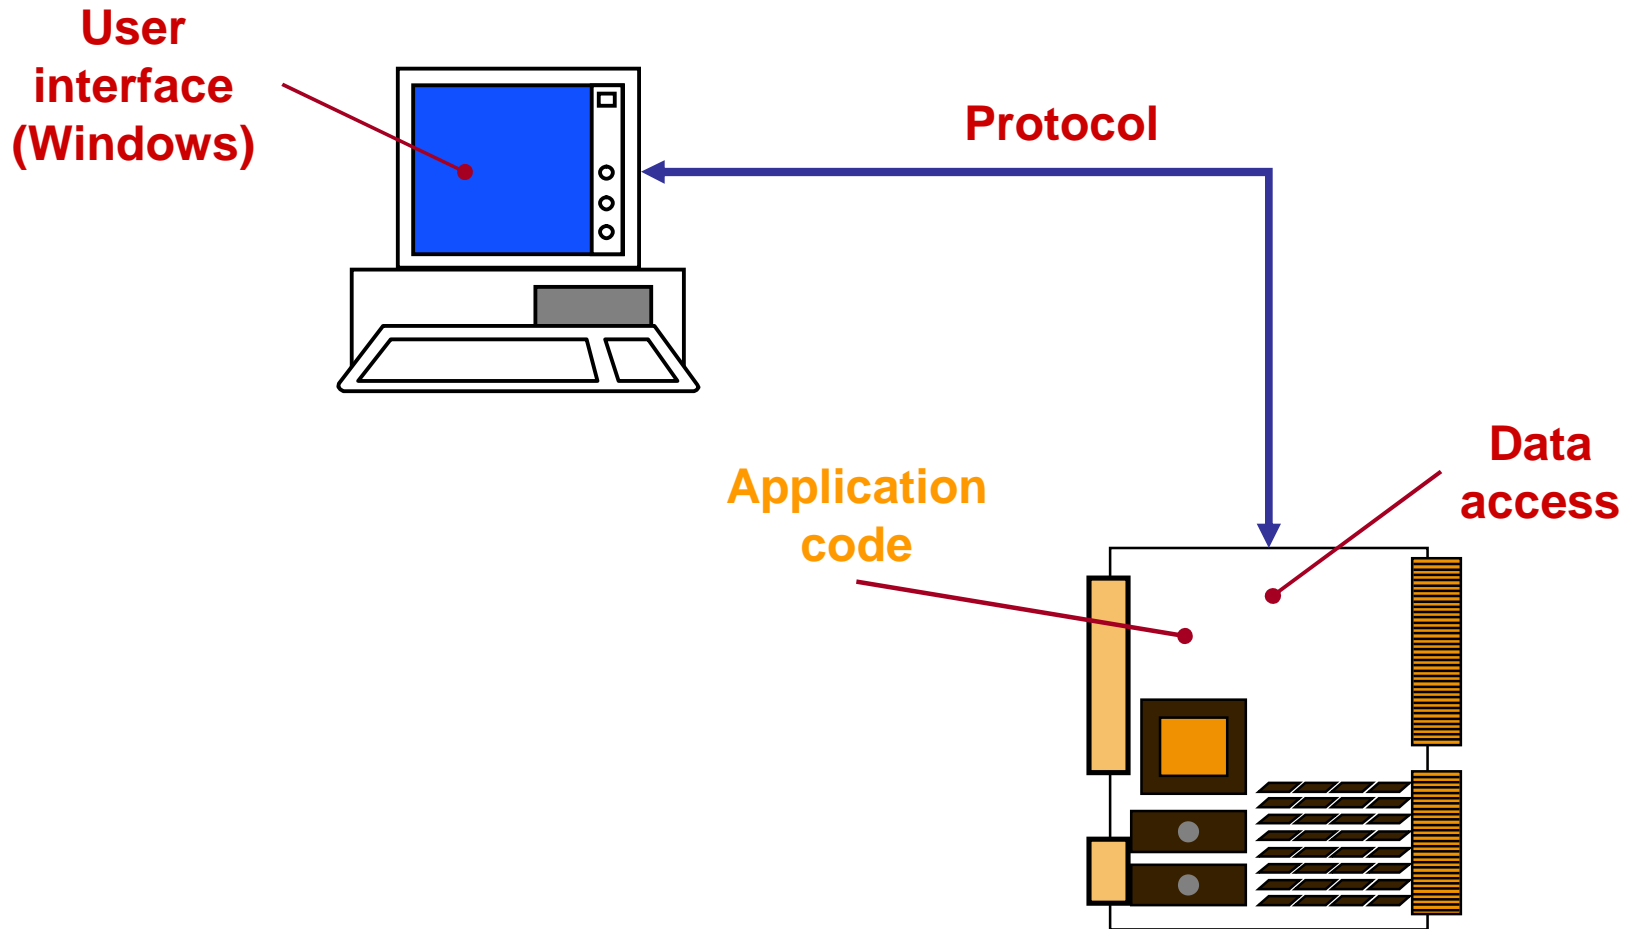 User
interface
(Windows)
Protocol
Application
code
Data
access